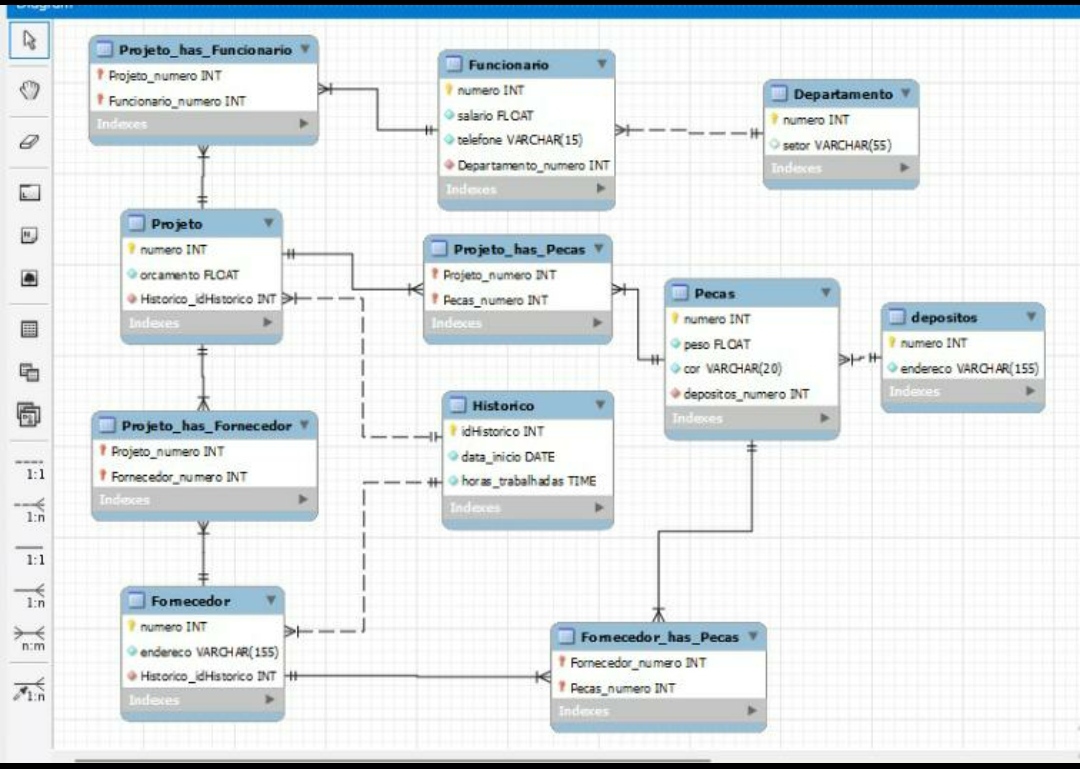 Diagram
Projeto_has_Funcionario
Projeto_numero INT
Funcionario_numero INT
Indexes
Funcionario
numero INT
salario FLOAT
telefone VARCHAR(15)
Departamento_numero INT
Indexes
Departamento
numero INT
setor VARCHAR(55)
Indexes
Projeto
numero INT
orcamento FLOAT
Historico_idHistorico INT
Indexes
Projeto_has_Pecas
Projeto_numero INT
Pecas_numero INT
Indexes
Pecas
numero INT
peso FLOAT
cor VARCHAR(20)
depositos_numero INT
Indexes
depositos
numero INT
endereco VARCHAR(155)
Indexes
Projeto_has_Fornecedor
Projeto_numero INT
Fornecedor_numero INT
Indexes
Historico
idHistorico INT
data_inicio DATE
horas_trabalhadas TIME
Indexes
Fornecedor
numero INT
endereco VARCHAR(155)
Historico_idHistorico INT
Indexes
Fornecedor_has_Pecas
Fornecedor_numero INT
Pecas_numero INT
Indexes
1:1
1:n
1:1
1:n
n:m
1:n